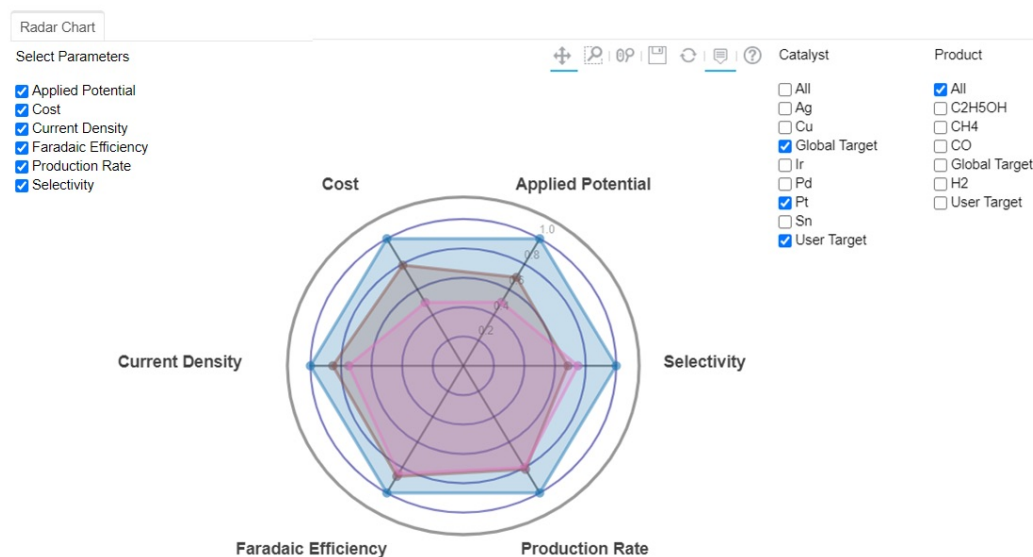 Radar Chart
Select Parameters
Applied Potential
Cost
Current Density
Faradaic Efficiency
Production Rate
Selectivity
Catalyst
All
Ag
Cu
Global Target
Ir
Pd
Pt
Sn
User Target
Product
All
C2H5OH
CH4
CO
Global Target
H2
User Target
Cost
Applied Potential
1.0
0.8
0.6
0.4
0.2
Current Density
Selectivity
Faradaic Efficiency
Production Rate